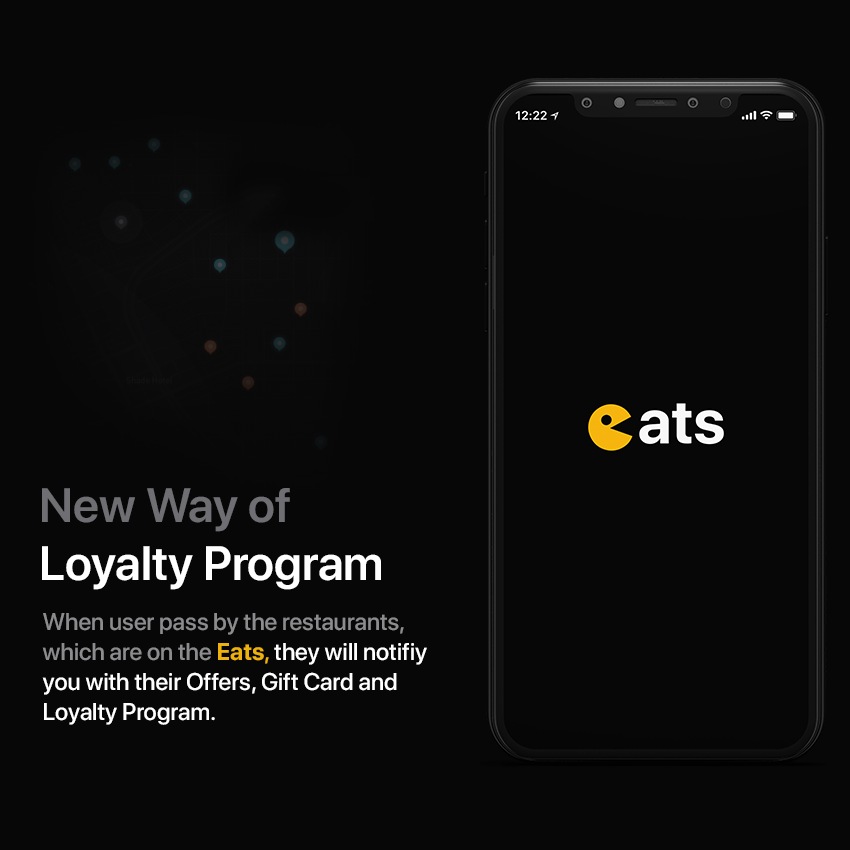 12:22
eats
New Way of
Loyalty Program
When user pass by the restaurants,
which are on the Eats, they will notifiy
you with their Offers, Gift Card and
Loyalty Program.